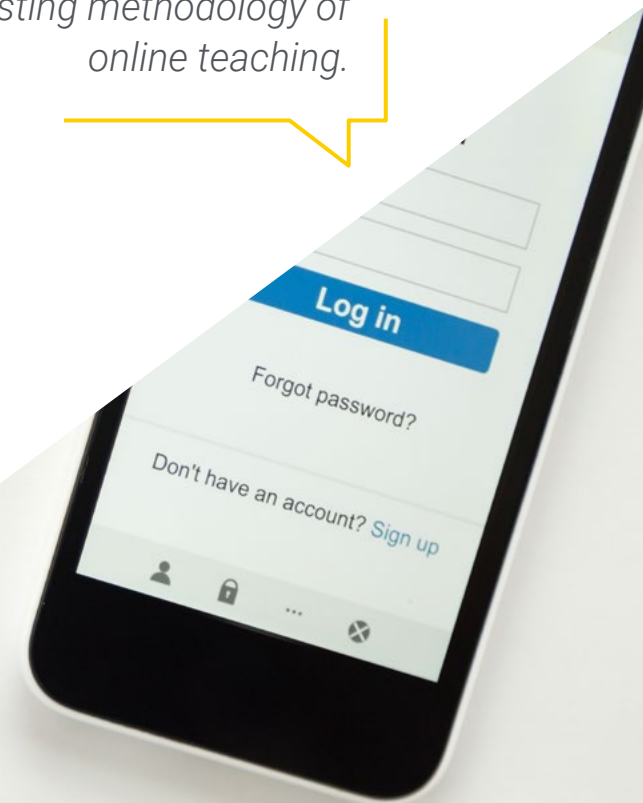 methodology of
online teaching.
Log in
Forgot password?
Don't have an account? Sign up
...